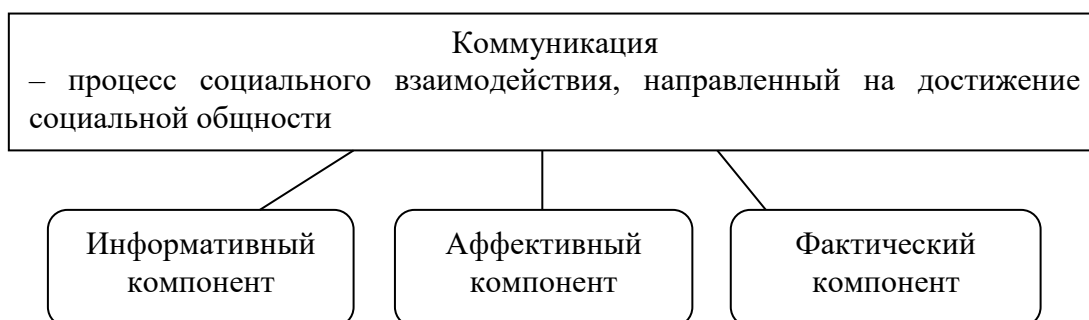 Коммуникация
– процесс социального взаимодействия, направленный на достижение
социальной общности
Информативный Аффективный Фактический
компонент компонент компонент